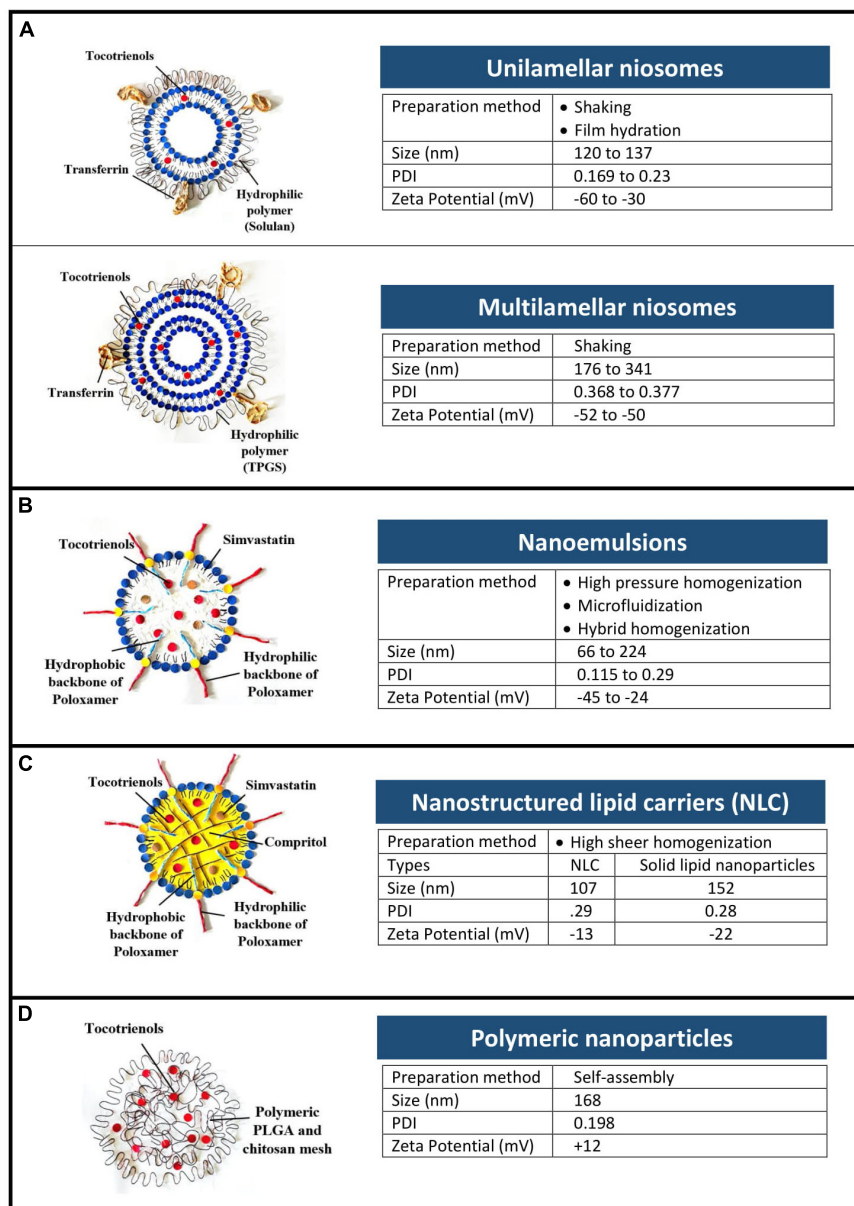 A
Tocotrienols
Transferrin
Hydrophilic
polymer
(Solulan)
Unilamellar niosomes
Preparation method • Shaking
• Film hydration
Size (nm) 120 to 137
PDI 0.169 to 0.23
Zeta Potential (mV) -60 to -30
Tocotrienols
Transferrin
Hydrophilic
polymer
(TPGS)
Multilamellar niosomes
Preparation method Shaking
Size (nm) 176 to 341
PDI 0.368 to 0.377
Zeta Potential (mV) -52 to -50
B
Tocotrienols
Simvastatin
Hydrophobic
backbone of
Poloxamer
Hydrophilic
backbone of
Poloxamer
Nanoemulsions
Preparation method • High pressure homogenization
• Microfluidization
• Hybrid homogenization
Size (nm) 66 to 224
PDI 0.115 to 0.29
Zeta Potential (mV) -45 to -24
C
Tocotrienols
Simvastatin
Compritol
Hydrophobic
backbone of
Poloxamer
Hydrophilic
backbone of
Poloxamer
Nanostructured lipid carriers (NLC)
Preparation method • High sheer homogenization
Types NLC Solid lipid nanoparticles
Size (nm) 107 152
PDI .29 0.28
Zeta Potential (mV) -13 -22
D
Tocotrienols
Polymeric
PLGA and
chitosan mesh
Polymeric nanoparticles
Preparation method Self-assembly
Size (nm) 168
PDI 0.198
Zeta Potential (mV) +12